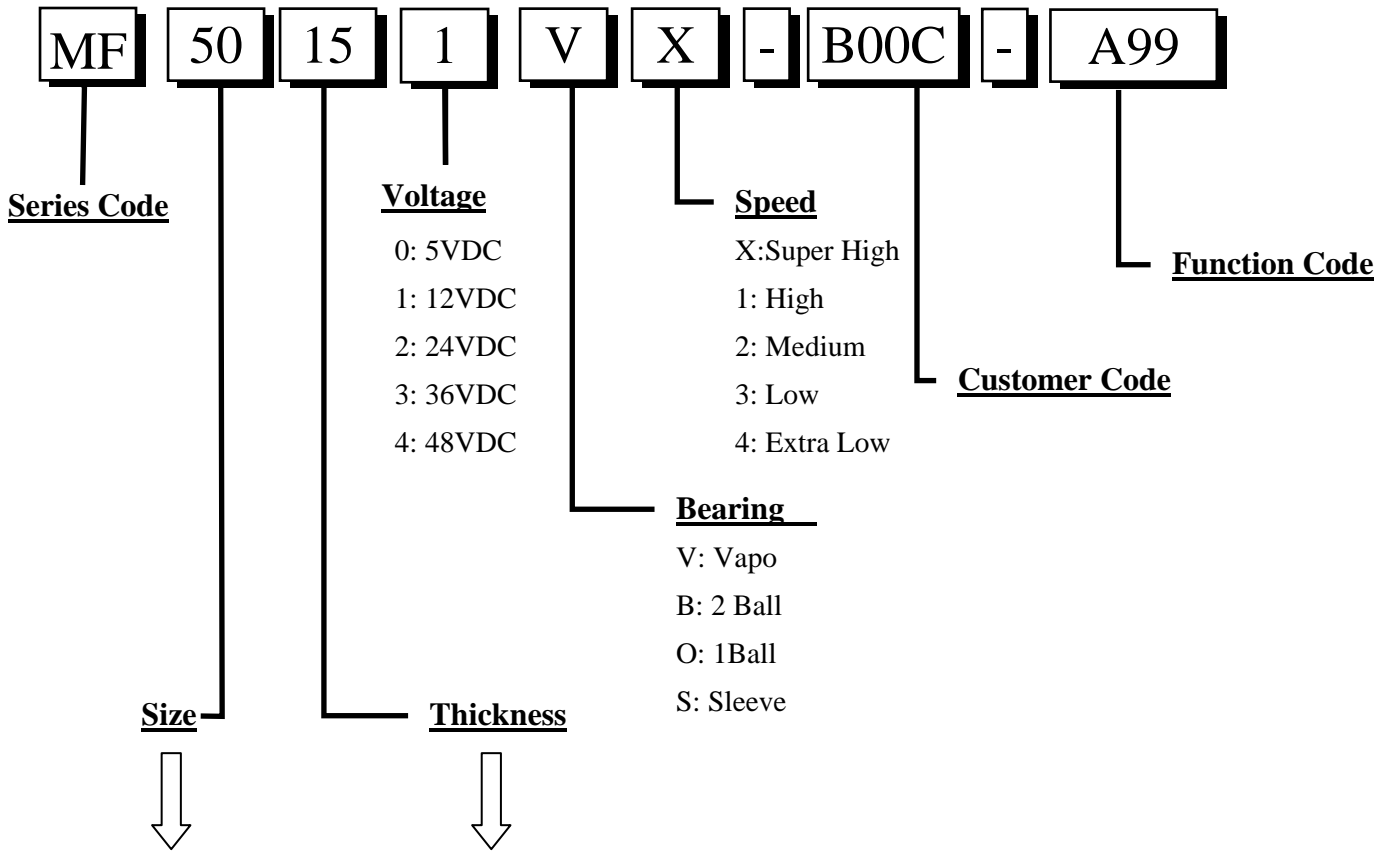 MF 50 15 1 V X - B00C - A99
Series Code
Voltage
0: 5VDC
1: 12VDC
2: 24VDC
3: 36VDC
4: 48VDC
Speed
X:Super High
1: High
2: Medium
3: Low
4: Extra Low
Function Code
Customer Code
Bearing
V: Vapo
B: 2 Ball
O: 1Ball
S: Sleeve
Size
Thickness